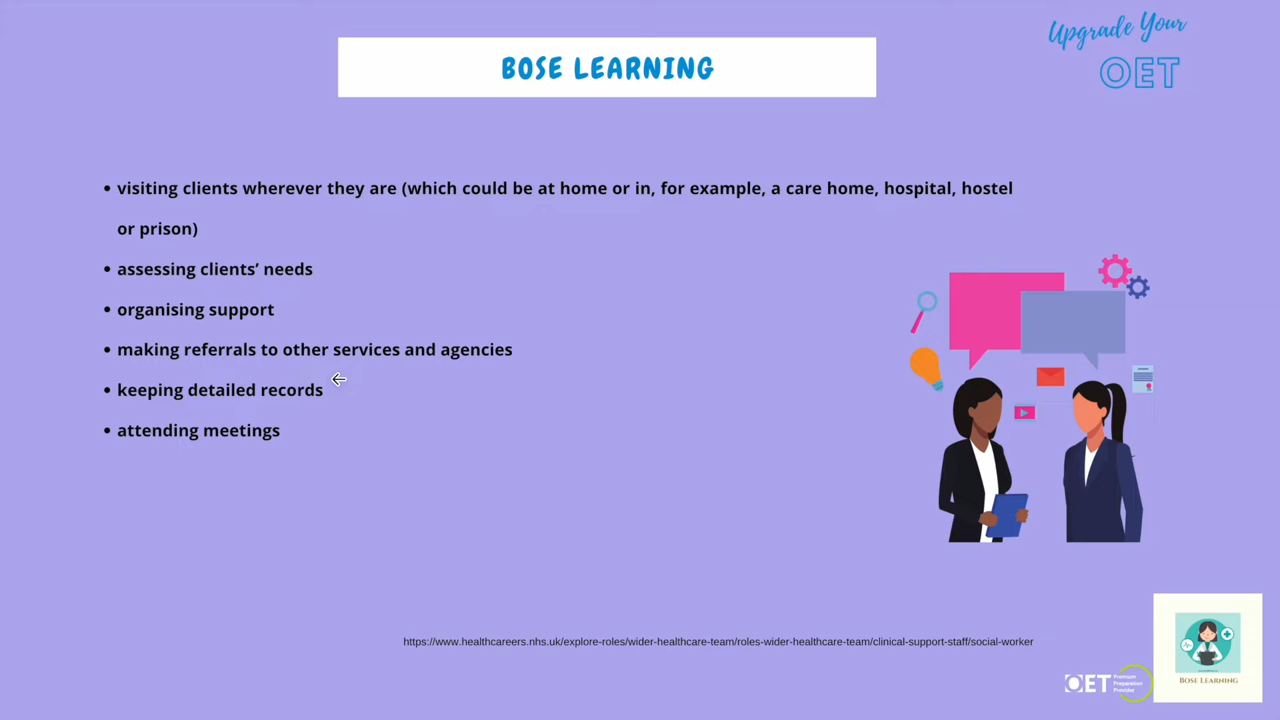 Upgrade Your
OET
BOSE LEARNING
• visiting clients wherever they are (which could be at home or in, for example, a care home, hospital, hostel
or prison)
• assessing clients’ needs
• organising support
• making referrals to other services and agencies
• keeping detailed records
• attending meetings
https://www.healthcareers.nhs.uk/explore-roles/wider-healthcare-team/roles-wider-healthcare-team/clinical-support-staff/social-worker
OET Premium
Preparation
Provider
BOSE LEARNING